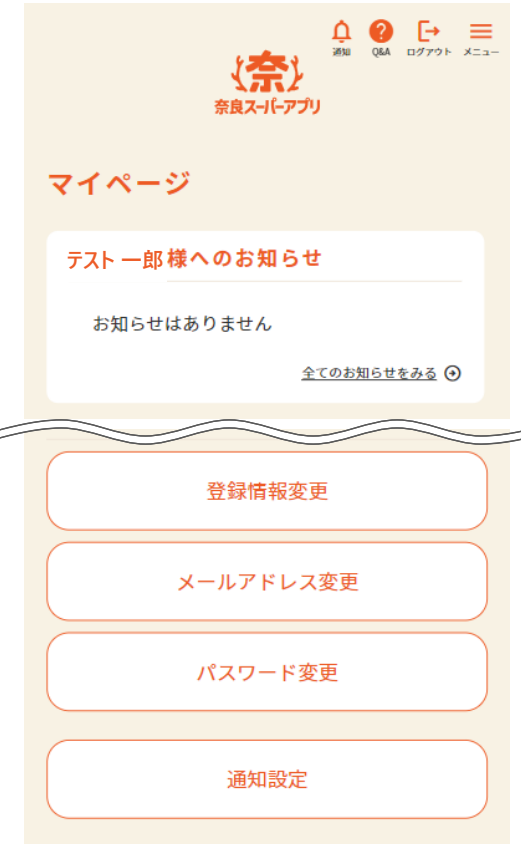 通知 Q&A ログアウト メニュー
奈
奈良スーパーアプリ
マイページ
テスト 一郎 様へのお知らせ
お知らせはありません
全てのお知らせをみる
登録情報変更
メールアドレス変更
パスワード変更
通知設定